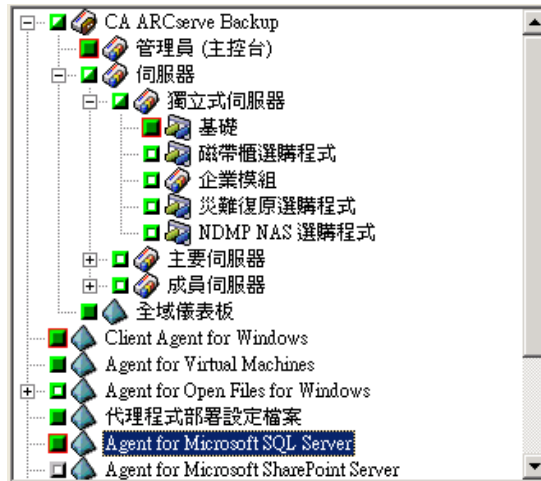 CA ARCserve Backup
管理員 (主控台)
伺服器
獨立式伺服器
基礎
磁帶櫃選購程式
企業模組
災難復原選購程式
NDMP NAS 選購程式
主要伺服器
成員伺服器
全域儀表板
Client Agent for Windows
Agent for Virtual Machines
Agent for Open Files for Windows
代理程式部署設定檔案
Agent for Microsoft SQL Server
Agent for Microsoft SharePoint Server